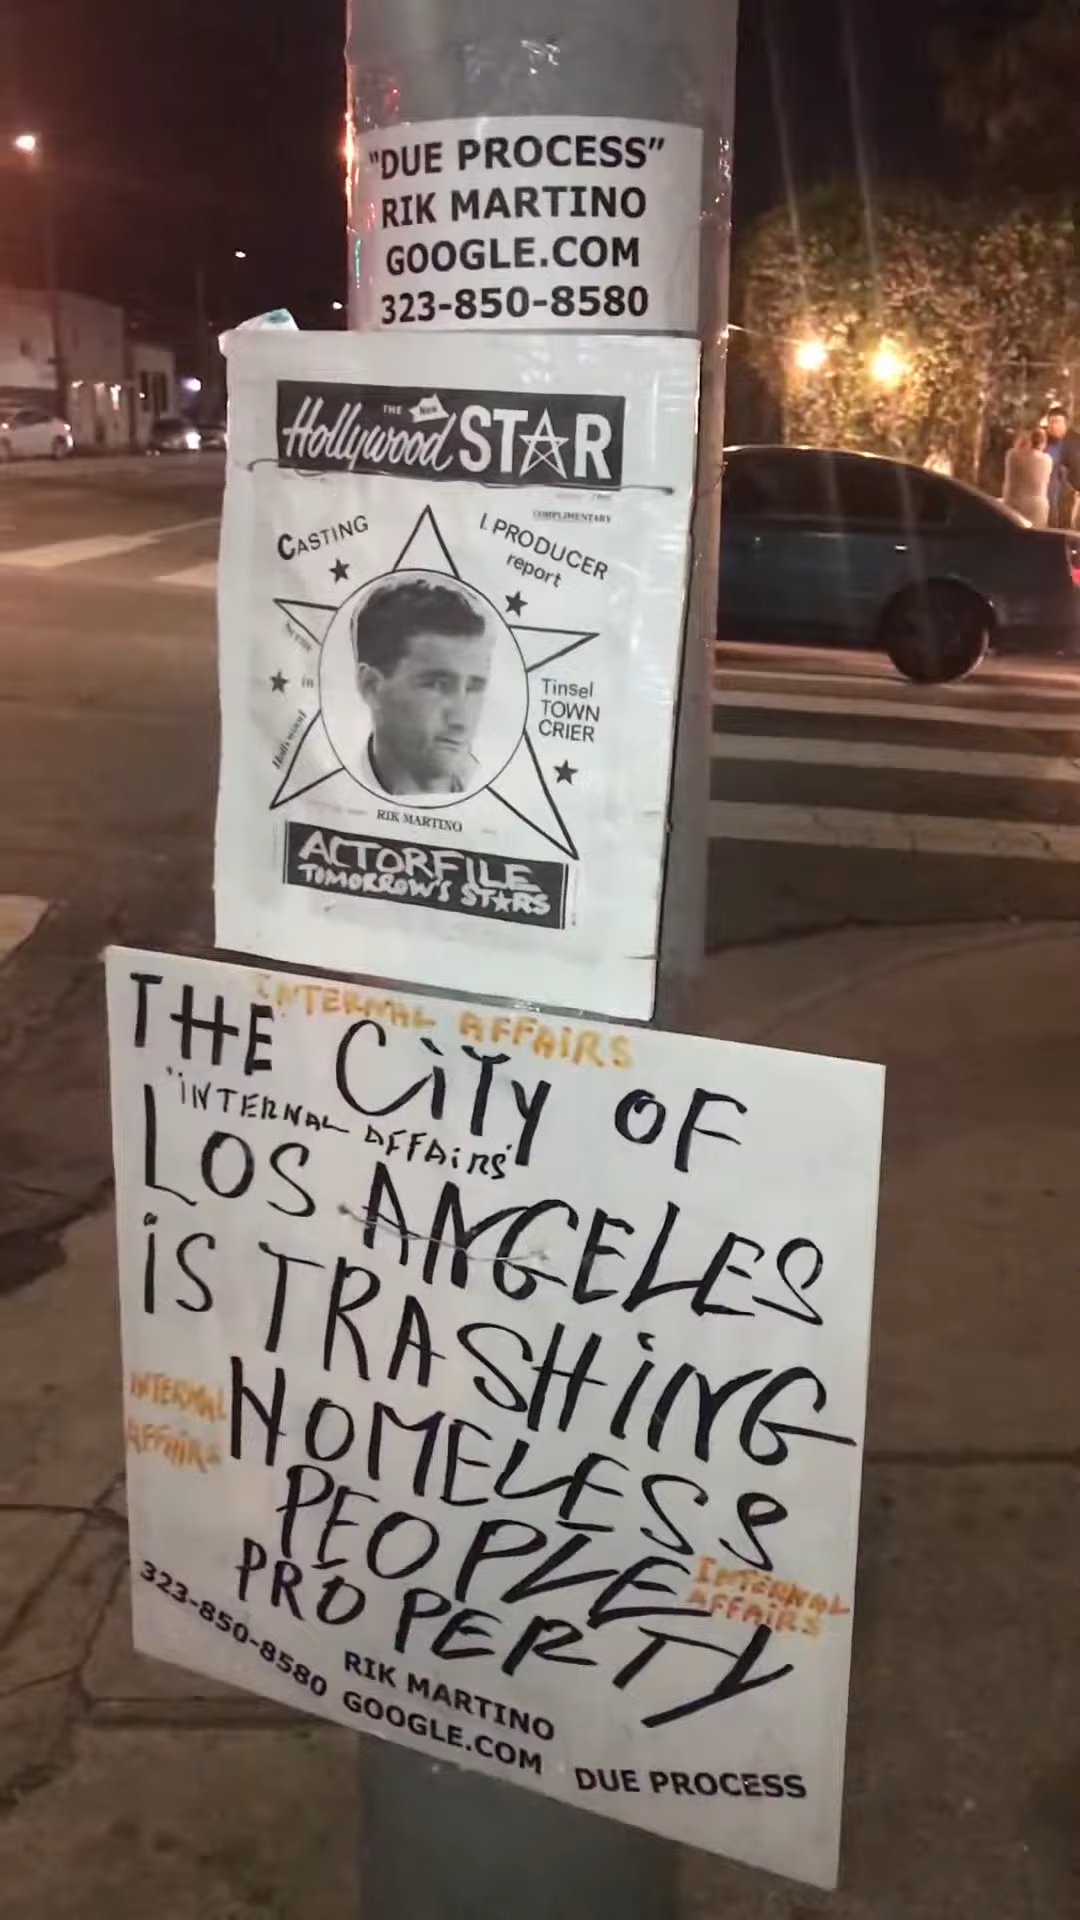 "DUE PROCESS"
RIK MARTINO
GOOGLE.COM
323-850-8580
THE New
Hollywood STAR
COMPLIMENTARY
CASTING
I. PRODUCER
report
in
Hollywood
Tinsel
TOWN
CRIER
RIK MARTINO
ACTORFILE
TOMORROW'S STARS
INTERNAL AFFAIRS
THE CiTy OF
"iNTERNAL AFFAiRS"
LOS ANGELES
iS TRASHiNG
INTERNAL
AFFAIRS
HOMELESS
PEOPLE
INTERNAL
AFFAIRS
PROPERTY
323-850-8580
RIK MARTINO
GOOGLE.COM
DUE PROCESS